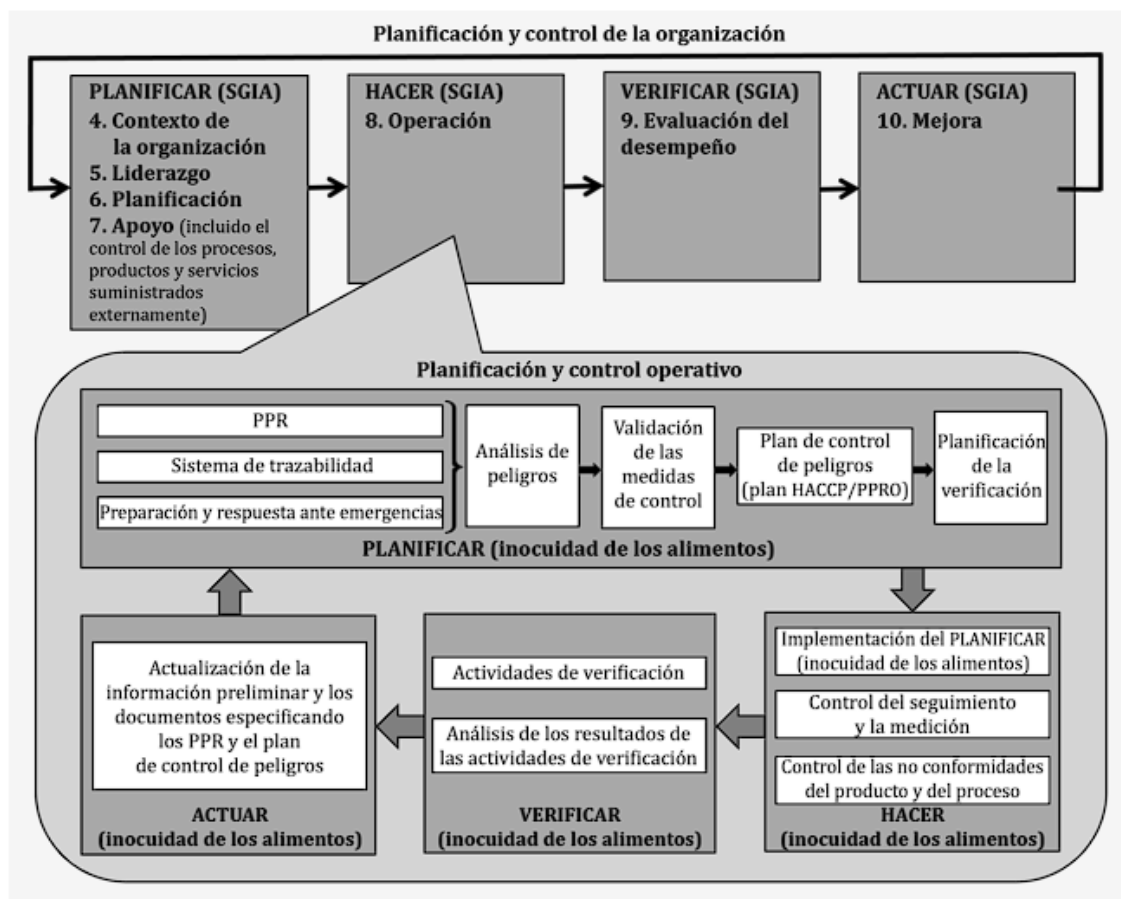 Planificación y control de la organización
PLANIFICAR (SGIA)
4. Contexto de
la organización
5. Liderazgo
6. Planificación
7. Apoyo (incluido el
control de los procesos,
productos y servicios
suministrados
externamente)
HACER (SGIA)
8. Operación
VERIFICAR (SGIA)
9. Evaluación del
desempeño
ACTUAR (SGIA)
10. Mejora
Planificación y control operativo
PPR
Sistema de trazabilidad
Preparación y respuesta ante emergencias
Análisis de
peligros
Validación
de las
medidas
de control
Plan de control
de peligros
(plan HACCP/PPRO)
Planificación
de la
verificación
PLANIFICAR (inocuidad de los alimentos)
Actualización de la
información preliminar y los
documentos especificando
los PPR y el plan
de control de peligros
ACTUAR
(inocuidad de los alimentos)
Actividades de verificación
Análisis de los resultados de
las actividades de verificación
VERIFICAR
(inocuidad de los alimentos)
Implementación del PLANIFICAR
(inocuidad de los alimentos)
Control del seguimiento
y la medición
Control de las no conformidades
del producto y del proceso
HACER
(inocuidad de los alimentos)